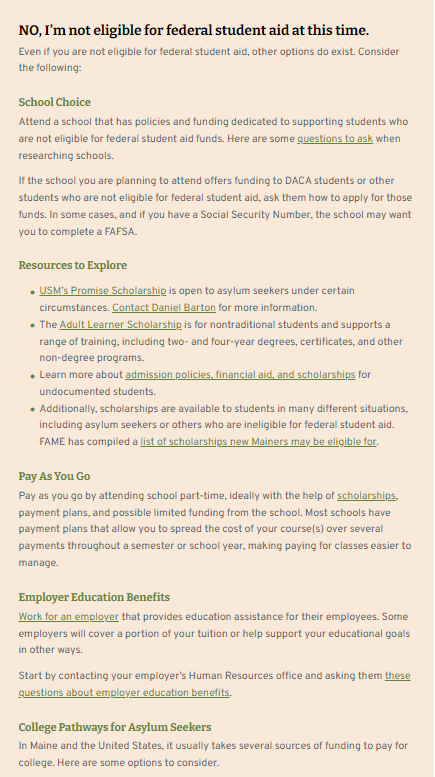 NO, I'm not eligible for federal student aid at this time.
Even if you are not eligible for federal student aid, other options do exist. Consider
the following:
School Choice
Attend a school that has policies and funding dedicated to supporting students who
are not eligible for federal student aid funds. Here are some questions to ask when
researching schools.
If the school you are planning to attend offers funding to DACA students or other
students who are not eligible for federal student aid, ask them how to apply for those
funds. In some cases, and if you have a Social Security Number, the school may want
you to complete a FAFSA.
Resources to Explore
• USM's Promise Scholarship is open to asylum seekers under certain
circumstances. Contact Daniel Barton for more information.
• The Adult Learner Scholarship is for nontraditional students and supports a
range of training, including two- and four-year degrees, certificates, and other
non-degree programs.
• Learn more about admission policies, financial aid, and scholarships for
undocumented students.
• Additionally, scholarships are available to students in many different situations,
including asylum seekers or others who are ineligible for federal student aid.
FAME has compiled a list of scholarships new Mainers may be eligible for.
Pay As You Go
Pay as you go by attending school part-time, ideally with the help of scholarships,
payment plans, and possible limited funding from the school. Most schools have
payment plans that allow you to spread the cost of your course(s) over several
payments throughout a semester or school year, making paying for classes easier to
manage.
Employer Education Benefits
Work for an employer that provides education assistance for their employees. Some
employers will cover a portion of your tuition or help support your educational goals
in other ways.
Start by contacting your employer's Human Resources office and asking them these
questions about employer education benefits.
College Pathways for Asylum Seekers
In Maine and the United States, it usually takes several sources of funding to pay for
college. Here are some options to consider.